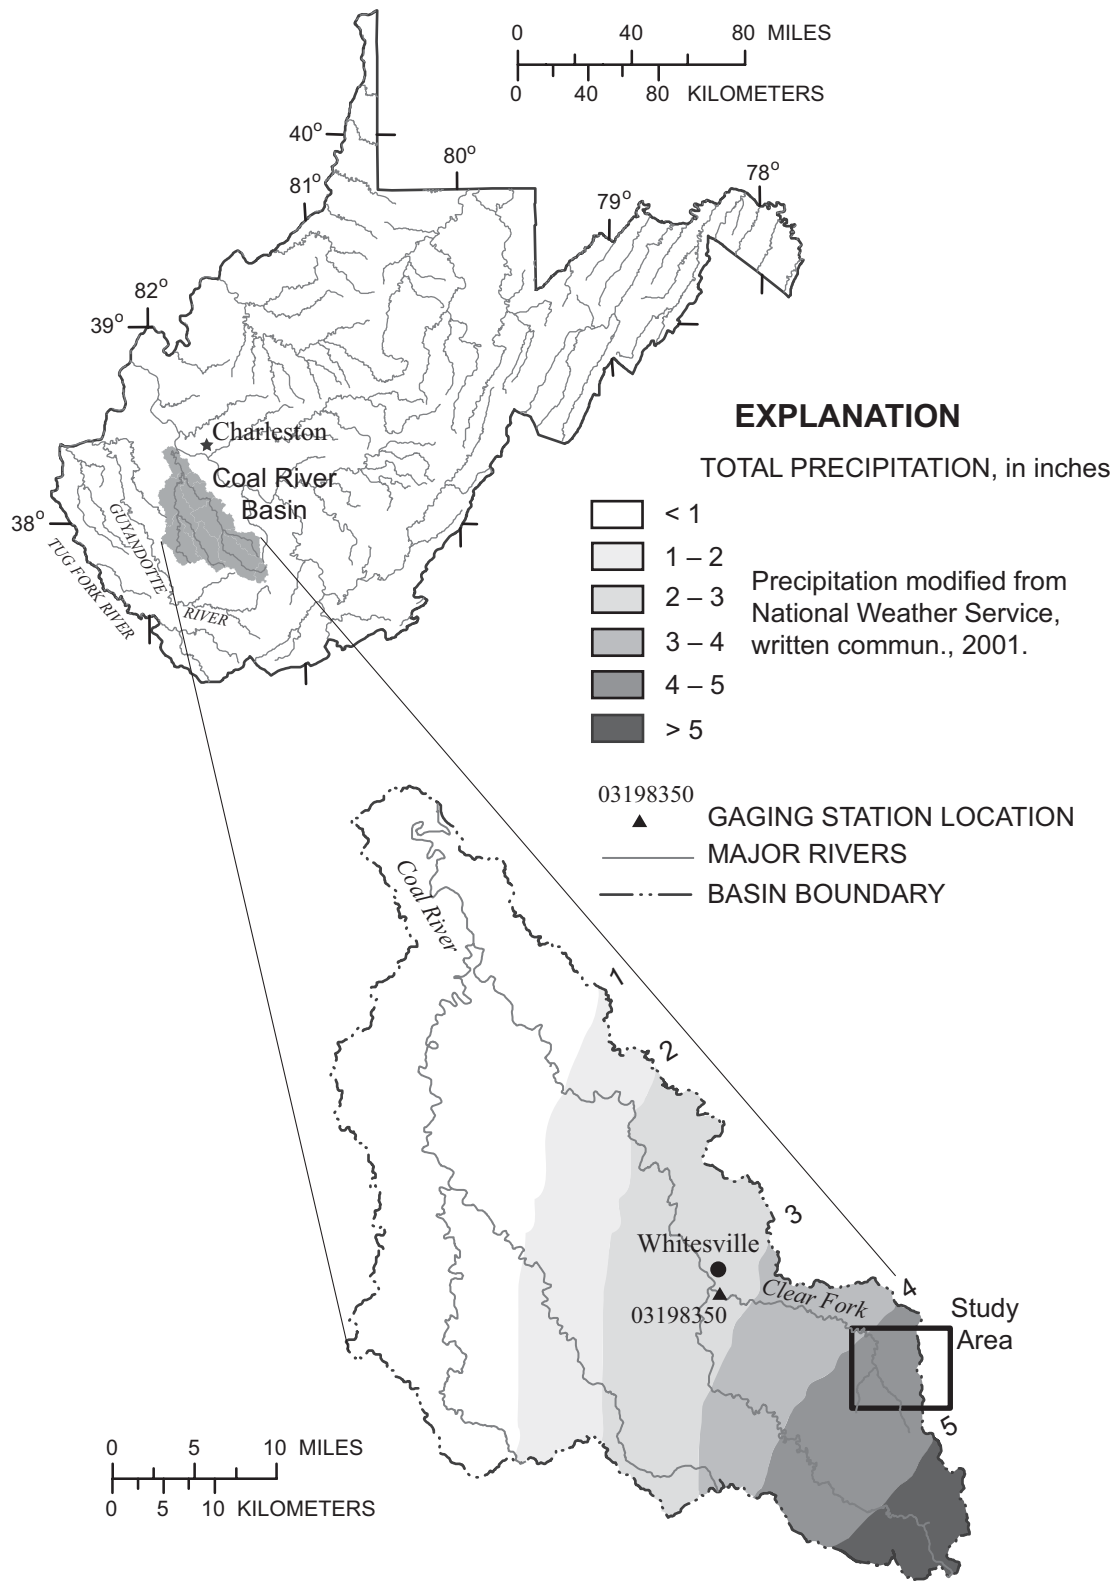 0 40 80 MILES
0 40 80 KILOMETERS
40°
80°
78°
81°
79°
82°
39°
Charleston
Coal River
Basin
38°
GUYANDOTTE
RIVER
TUG FORK RIVER
EXPLANATION
TOTAL PRECIPITATION, in inches
< 1
1 – 2
2 – 3
3 – 4
4 – 5
> 5
Precipitation modified from
National Weather Service,
written commun., 2001.
03198350
GAGING STATION LOCATION
MAJOR RIVERS
BASIN BOUNDARY
Coal River
1
2
3
Whitesville
03198350
Clear Fork
4
Study
Area
5
0 5 10 MILES
0 5 10 KILOMETERS